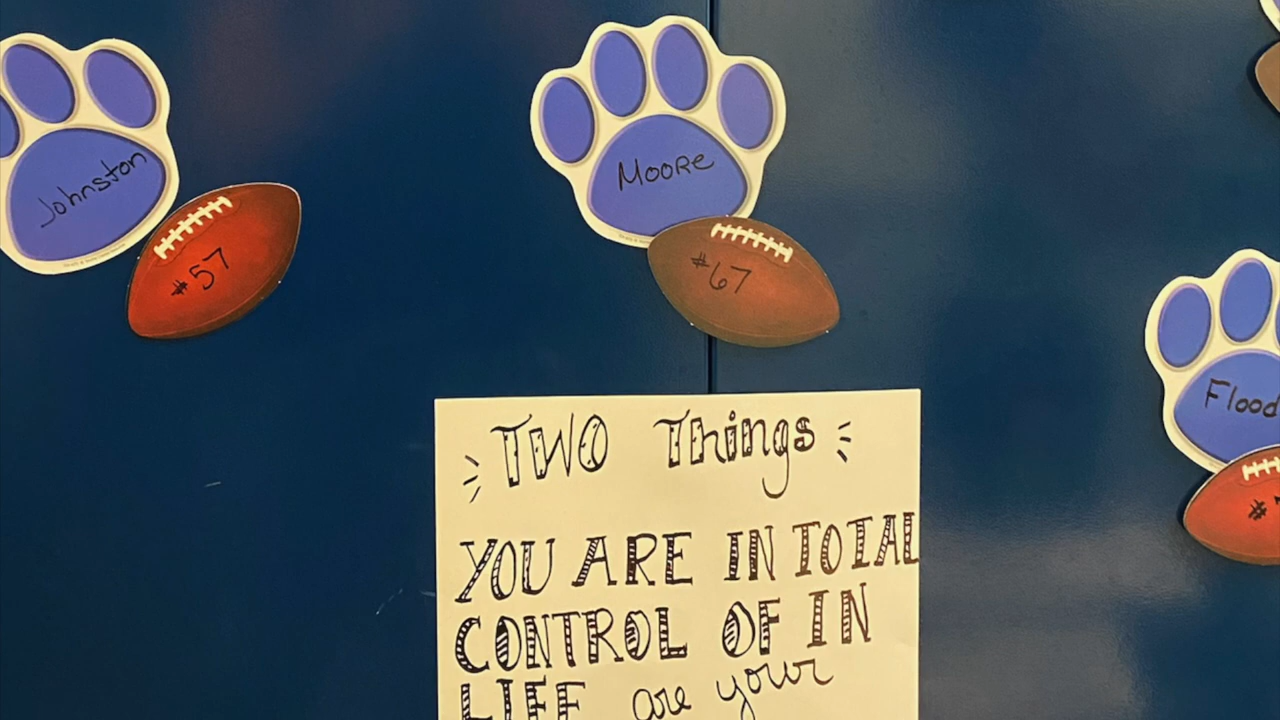 Johnston
#57
Moore
#67
Flood
#
TWO Things
YOU ARE IN TOTAL
CONTROL OF IN
LIFE are your